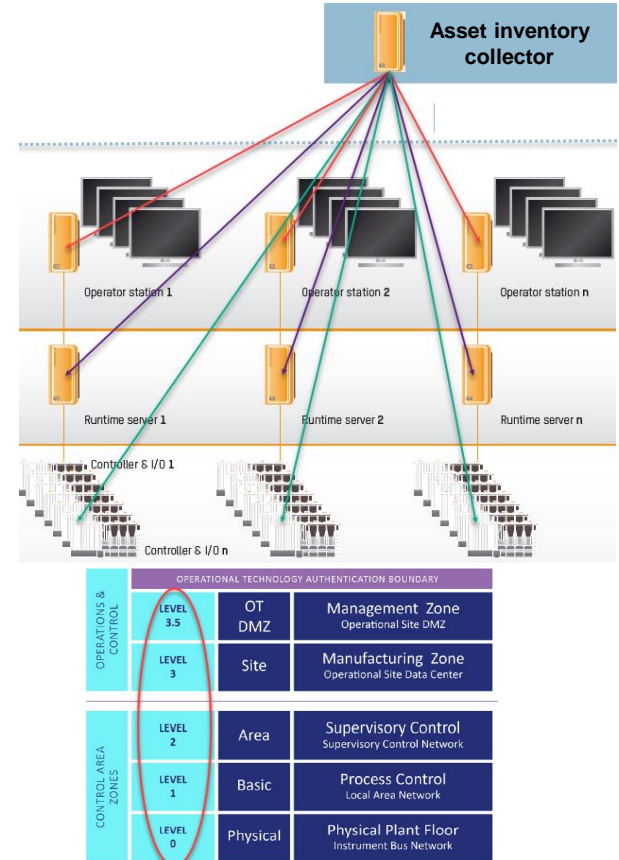 Asset inventory
collector
Operator station 1
Operator station 2
Operator station n
Runtime server 1
Runtime server 2
Runtime server n
Controller & I/O 1
Controller & I/O n
OPERATIONAL TECHNOLOGY AUTHENTICATION BOUNDARY
OPERATIONS &
CONTROL
LEVEL
3.5
OT
DMZ
Management Zone
Operational Site DMZ
LEVEL
3
Site
Manufacturing Zone
Operational Site Data Center
CONTROL AREA
ZONES
LEVEL
2
Area
Supervisory Control
Supervisory Control Network
LEVEL
1
Basic
Process Control
Local Area Network
LEVEL
0
Physical
Physical Plant Floor
Instrument Bus Network